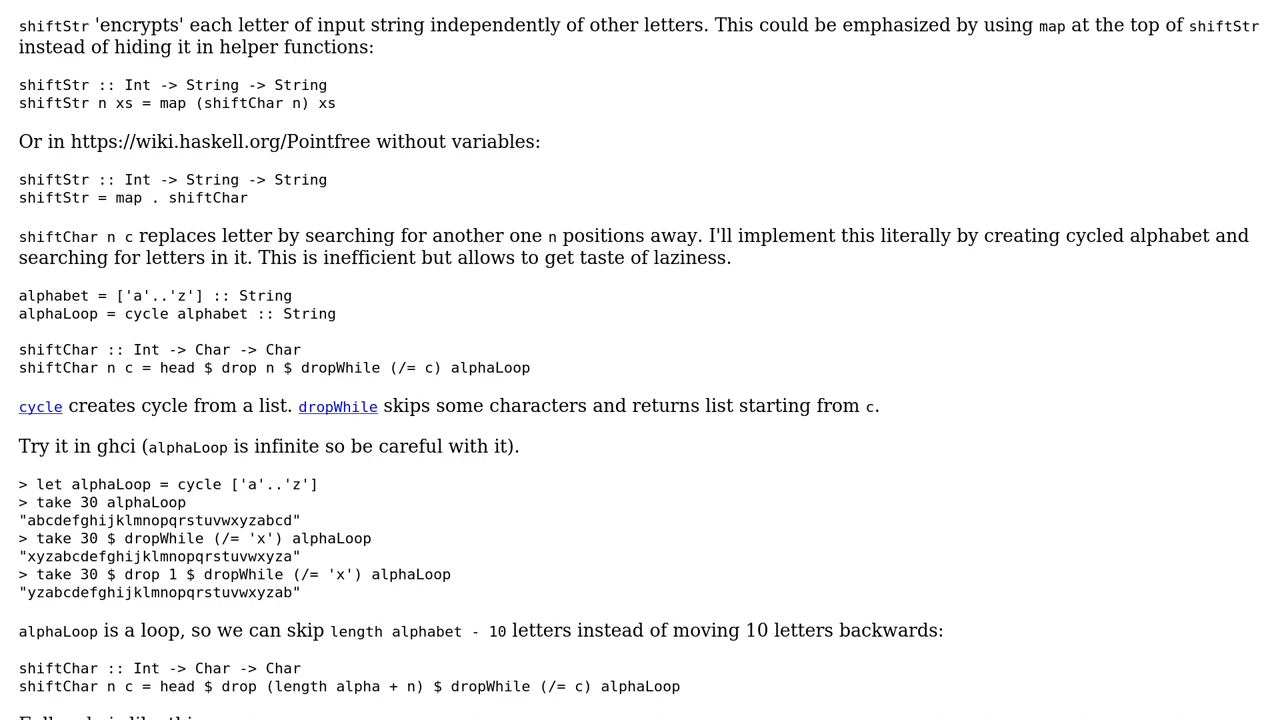 shiftStr 'encrypts' each letter of input string independently of other letters. This could be emphasized by using map at the top of shiftStr
instead of hiding it in helper functions:
shiftStr :: Int -> String -> String
shiftStr n xs = map (shiftChar n) xs
Or in https://wiki.haskell.org/Pointfree without variables:
shiftStr :: Int -> String -> String
shiftStr = map . shiftChar
shiftChar n c replaces letter by searching for another one n positions away. I'll implement this literally by creating cycled alphabet and
searching for letters in it. This is inefficient but allows to get taste of laziness.
alphabet = ['a'..'z'] :: String
alphaLoop = cycle alphabet :: String
shiftChar :: Int -> Char -> Char
shiftChar n c = head $ drop n $ dropWhile (/= c) alphaLoop
cycle creates cycle from a list. dropWhile skips some characters and returns list starting from c.
Try it in ghci (alphaLoop is infinite so be careful with it).
> let alphaLoop = cycle ['a'..'z']
> take 30 alphaLoop
"abcdefghijklmnopqrstuvwxyzabcd"
> take 30 $ dropWhile (/= 'x') alphaLoop
"xyzabcdefghijklmnopqrstuvwxyza"
> take 30 $ drop 1 $ dropWhile (/= 'x') alphaLoop
"yzabcdefghijklmnopqrstuvwxyzab"
alphaLoop is a loop, so we can skip length alphabet - 10 letters instead of moving 10 letters backwards:
shiftChar :: Int -> Char -> Char
shiftChar n c = head $ drop (length alpha + n) $ dropWhile (/= c) alphaLoop